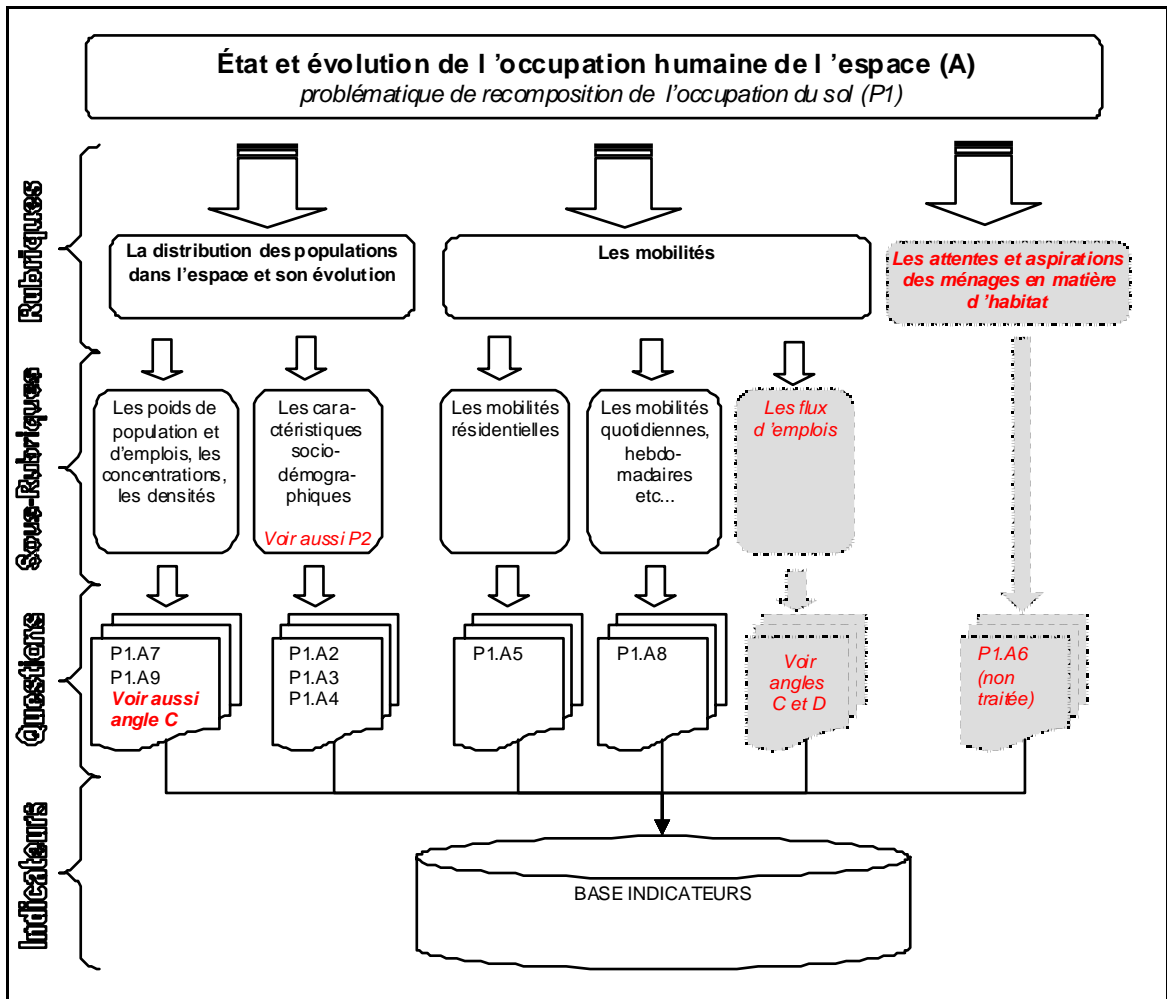 État et évolution de l 'occupation humaine de l 'espace (A)
problématique de recomposition de l'occupation du sol (P1)
Rubriques
La distribution des populations
dans l'espace et son évolution
Les mobilités
Les attentes et aspirations
des ménages en matière
d 'habitat
Sous-Rubriques
Les poids de
population et
d'emplois, les
concentrations,
les densités
Les carac-
téristiques
socio-
démogra-
phiques
Voir aussi P2
Les mobilités
résidentielles
Les mobilités
quotidiennes,
hebdo-
madaires
etc...
Les flux
d 'emplois
Questions
P1.A7
P1.A9
Voir aussi
angle C
P1.A2
P1.A3
P1.A4
P1.A5
P1.A8
Voir
angles
C et D
P1.A6
(non
traitée)
Indicateurs
BASE INDICATEURS